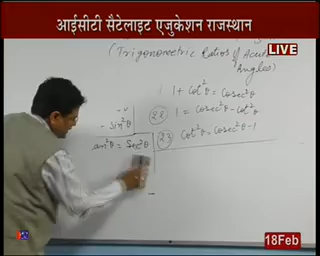 आईसीटी सैटेलाइट एजुकेशन राजस्थान
LIVE
(Trigonometric Ratios of Acute
Angles)
1 + cot²θ = cosec²θ
- sin²θ
(22) 1 = cosec²θ - cot²θ
an²θ = Sec²θ
(23) cot²θ = cosec²θ - 1
18Feb